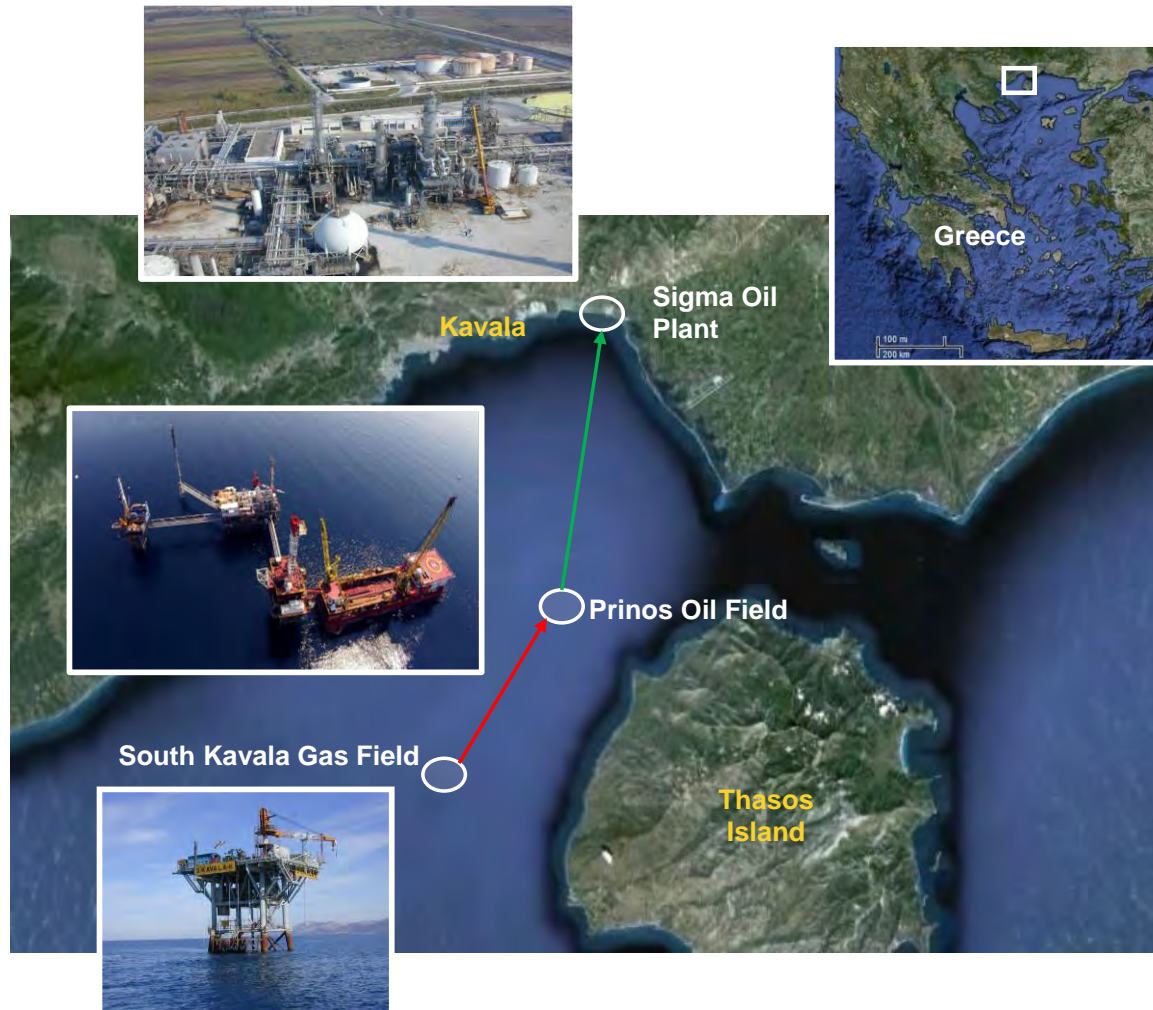 Greece
100 mi
200 km
Sigma Oil
Plant
Kavala
Prinos Oil Field
South Kavala Gas Field
Thasos
Island
S.KAVALA-K